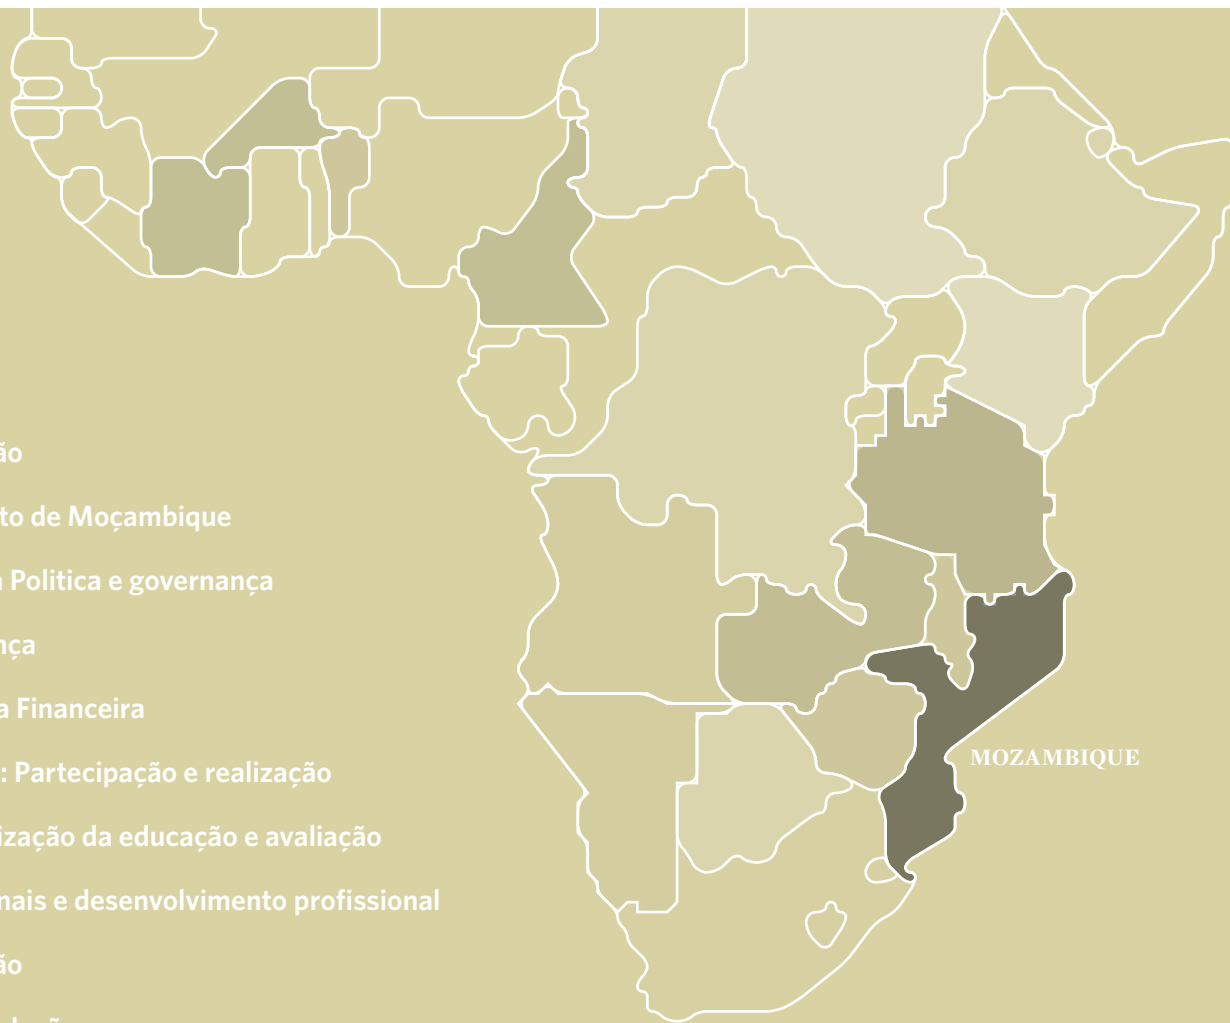 ão
to de Moçambique
a Politica e governança
nça
a Financeira
: Partecipação e realização
ização da educação e avaliação
nais e desenvolvimento profissional
ão
MOZAMBIQUE